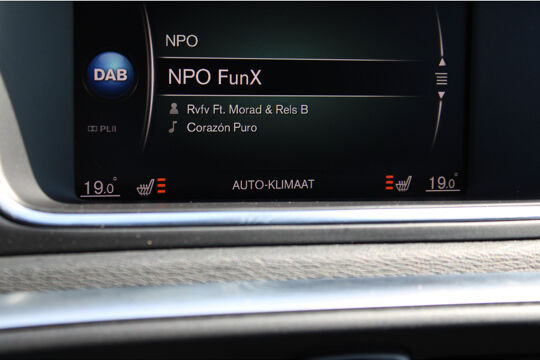 NPO
DAB
NPO FunX
Rvfv Ft. Morad & Rels B
Corazón Puro
PLII
19.0°
AUTO-KLIMAAT
19.0°